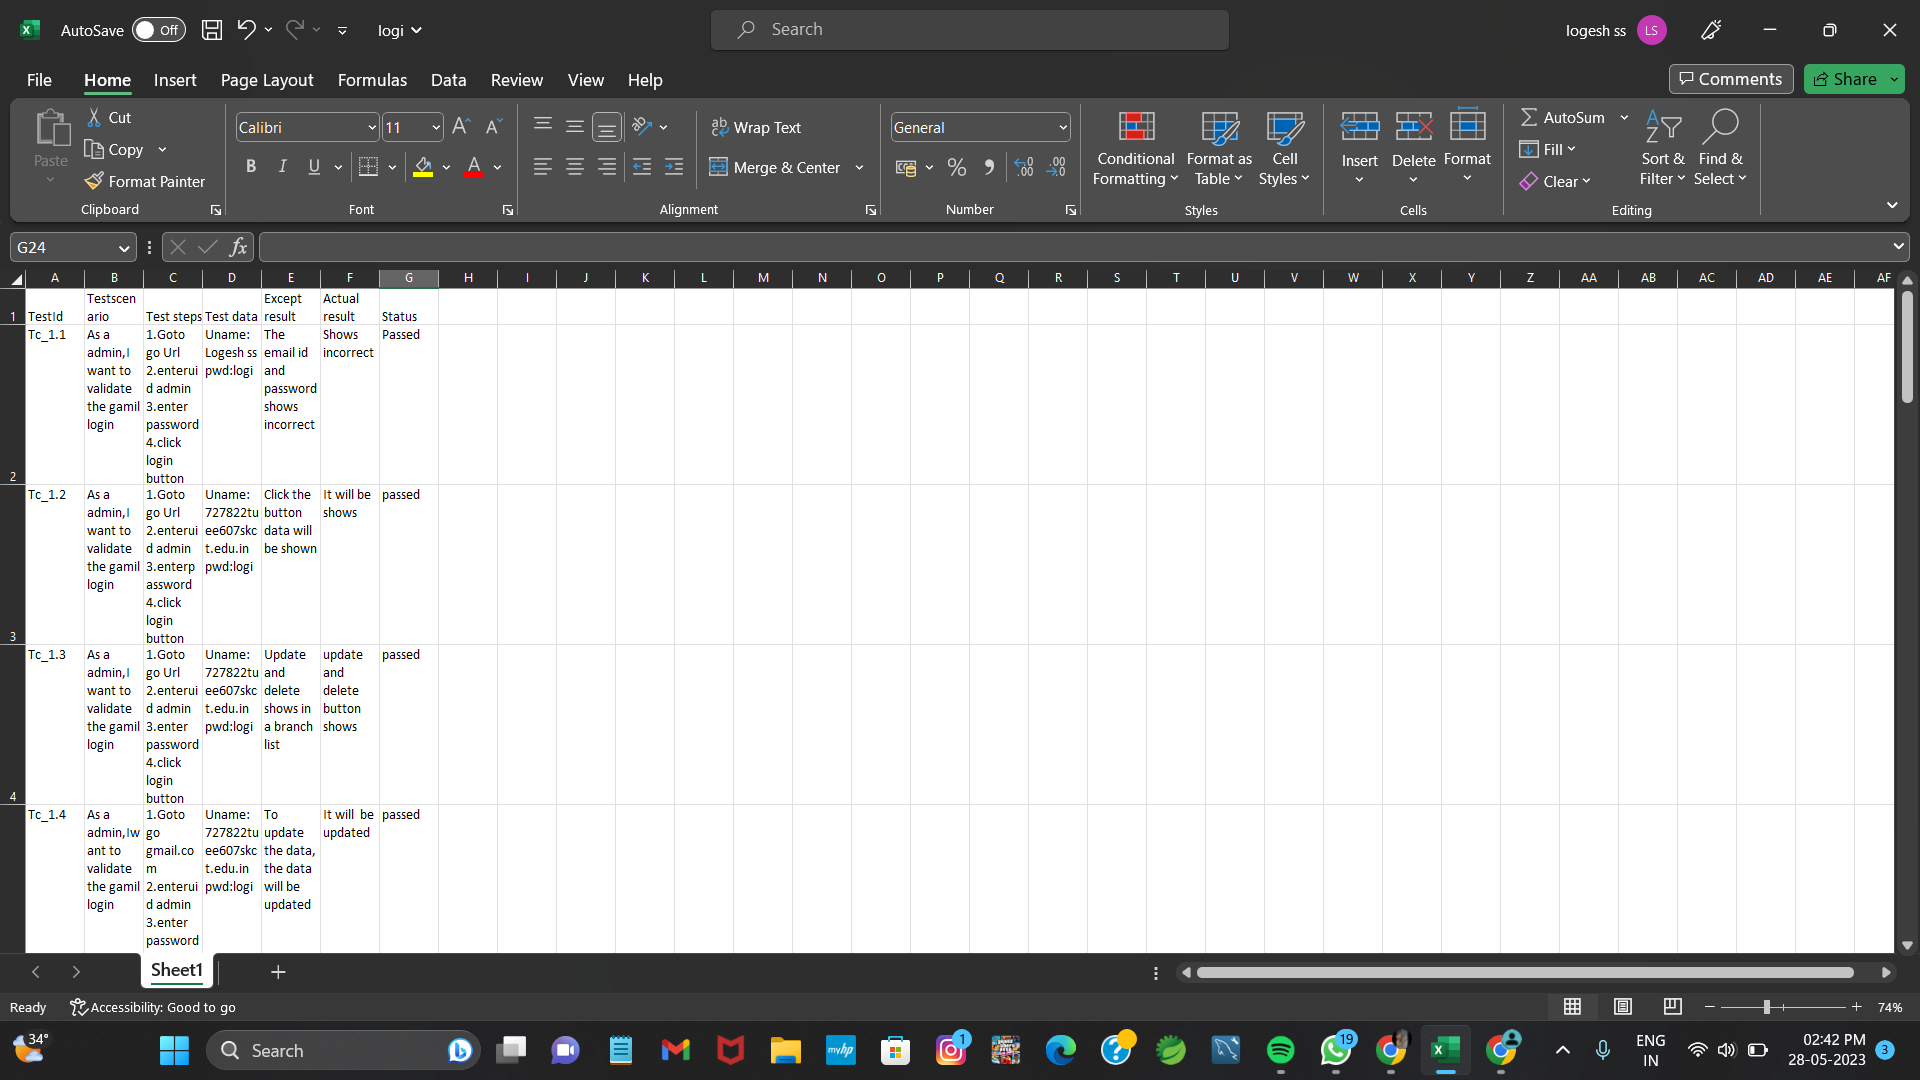 AutoSave Off logi Search logesh ss LS
File Home Insert Page Layout Formulas Data Review View Help Comments Share
Paste Cut Copy Format Painter Clipboard
Calibri 11 B I U Font
Wrap Text Merge & Center Alignment
General Number
Conditional Formatting Format as Table Cell Styles Styles
Insert Delete Format Cells
AutoSum Fill Clear Sort & Filter Find & Select Editing
G24 fx
A B C D E F G H I J K L M N O P Q R S T U V W X Y Z AA AB AC AD AE AF
1 TestId
Testscen
ario
Test steps Test data
Except
result
Actual
result
Status
2 Tc_1.1
As a
admin,I
want to
validate
the gamil
login
1.Goto
go Url
2.enterui
d admin
3.enter
password
4.click
login
button
Uname:
Logesh ss
pwd:logi
The
email id
and
password
shows
incorrect
Shows
incorrect
Passed
3 Tc_1.2
As a
admin,I
want to
validate
the gamil
login
1.Goto
go Url
2.enterui
d admin
3.enterp
assword
4.click
login
button
Uname:
727822tu
ee607skc
t.edu.in
pwd:logi
Click the
button
data will
be shown
It will be
shows
passed
4 Tc_1.3
As a
admin,I
want to
validate
the gamil
login
1.Goto
go Url
2.enterui
d admin
3.enter
password
4.click
login
button
Uname:
727822tu
ee607skc
t.edu.in
pwd:logi
Update
and
delete
shows in
a branch
list
update
and
delete
button
shows
passed
Tc_1.4
As a
admin,Iw
ant to
validate
the gamil
login
1.Goto
go
gmail.co
m
2.enterui
d admin
3.enter
password
Uname:
727822tu
ee607skc
t.edu.in
pwd:logi
To
update
the data,
the data
will be
updated
It will  be
updated
passed
Sheet1
Ready Accessibility: Good to go 74%
34° Search myhp 1 19 ENG
IN
02:42 PM
28-05-2023 3